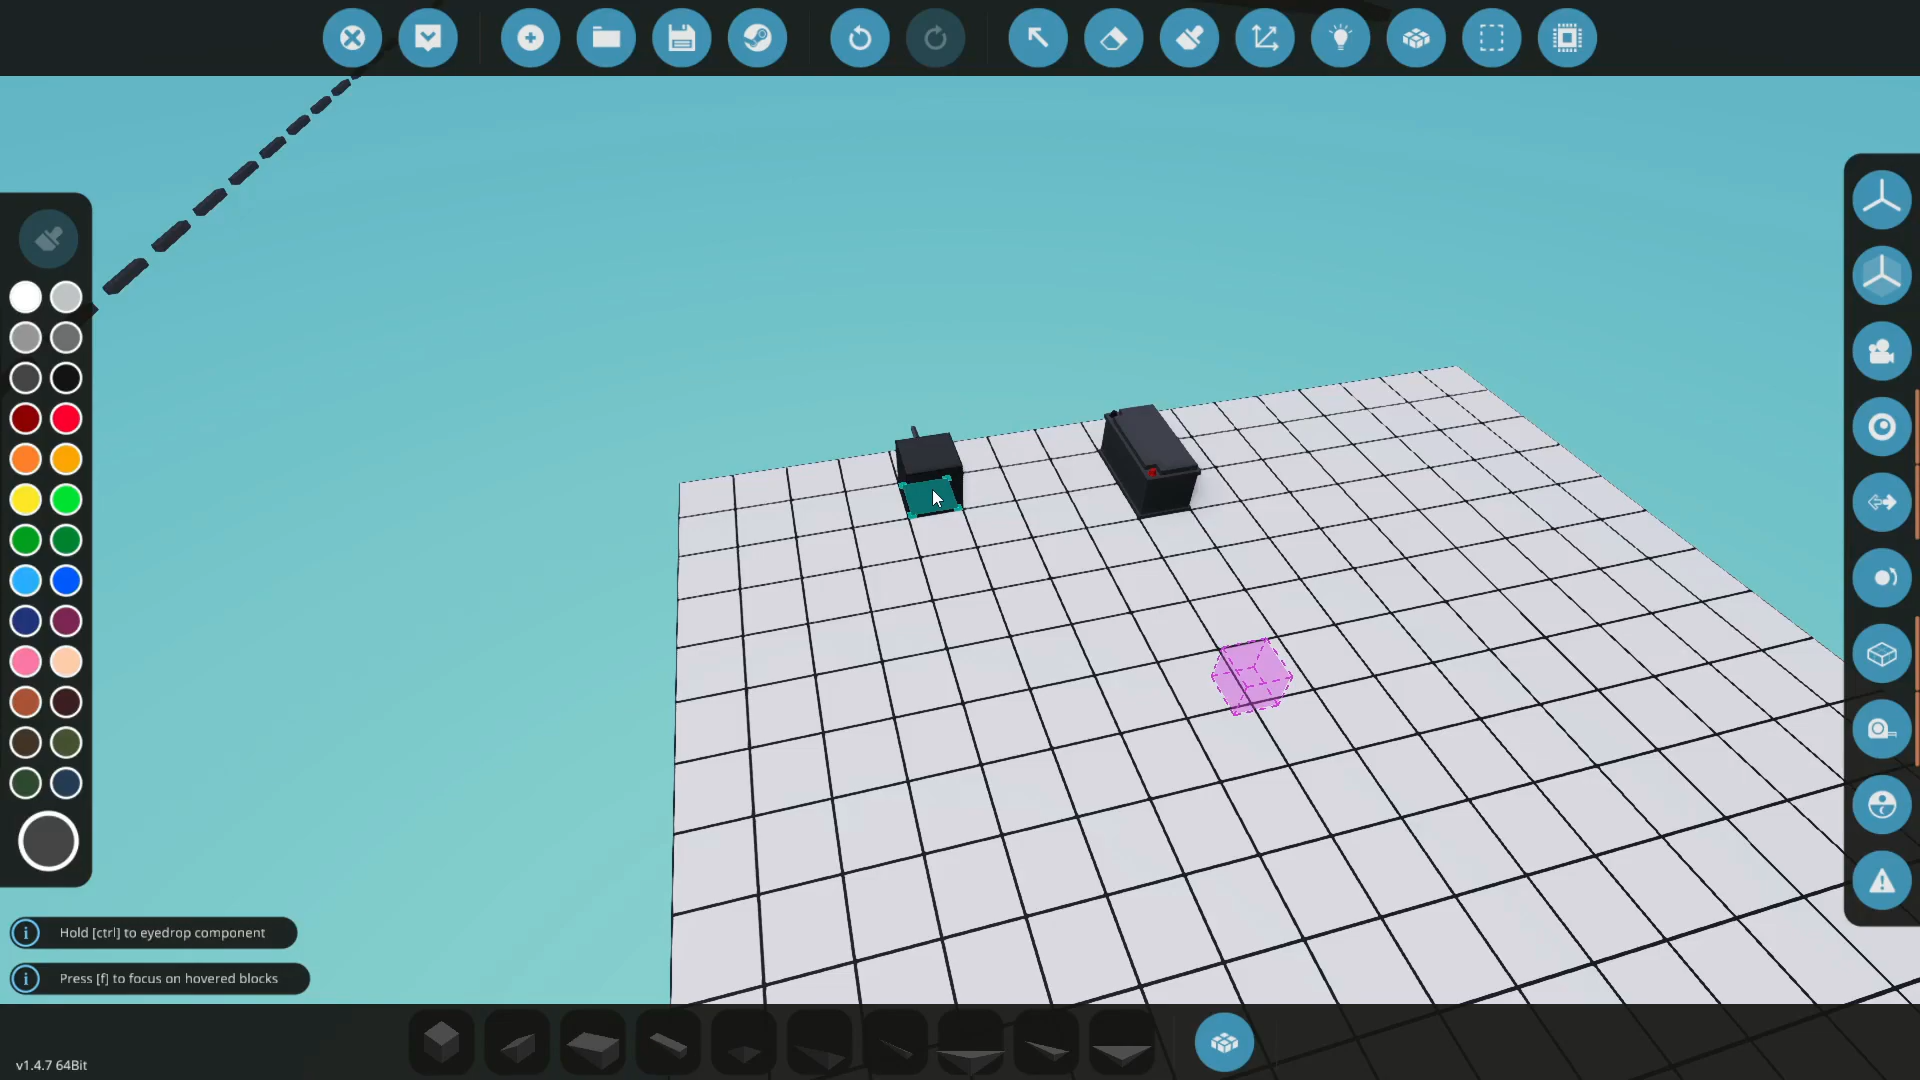 Hold [ctrl] to eyedrop component
Press [f] to focus on hovered blocks
v1.4.7 64Bit